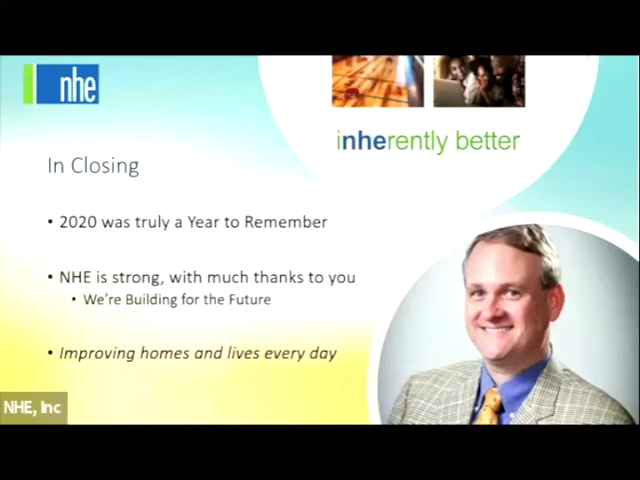 nhe
inherently better
In Closing
• 2020 was truly a Year to Remember
• NHE is strong, with much thanks to you
• We’re Building for the Future
• Improving homes and lives every day
NHE, Inc